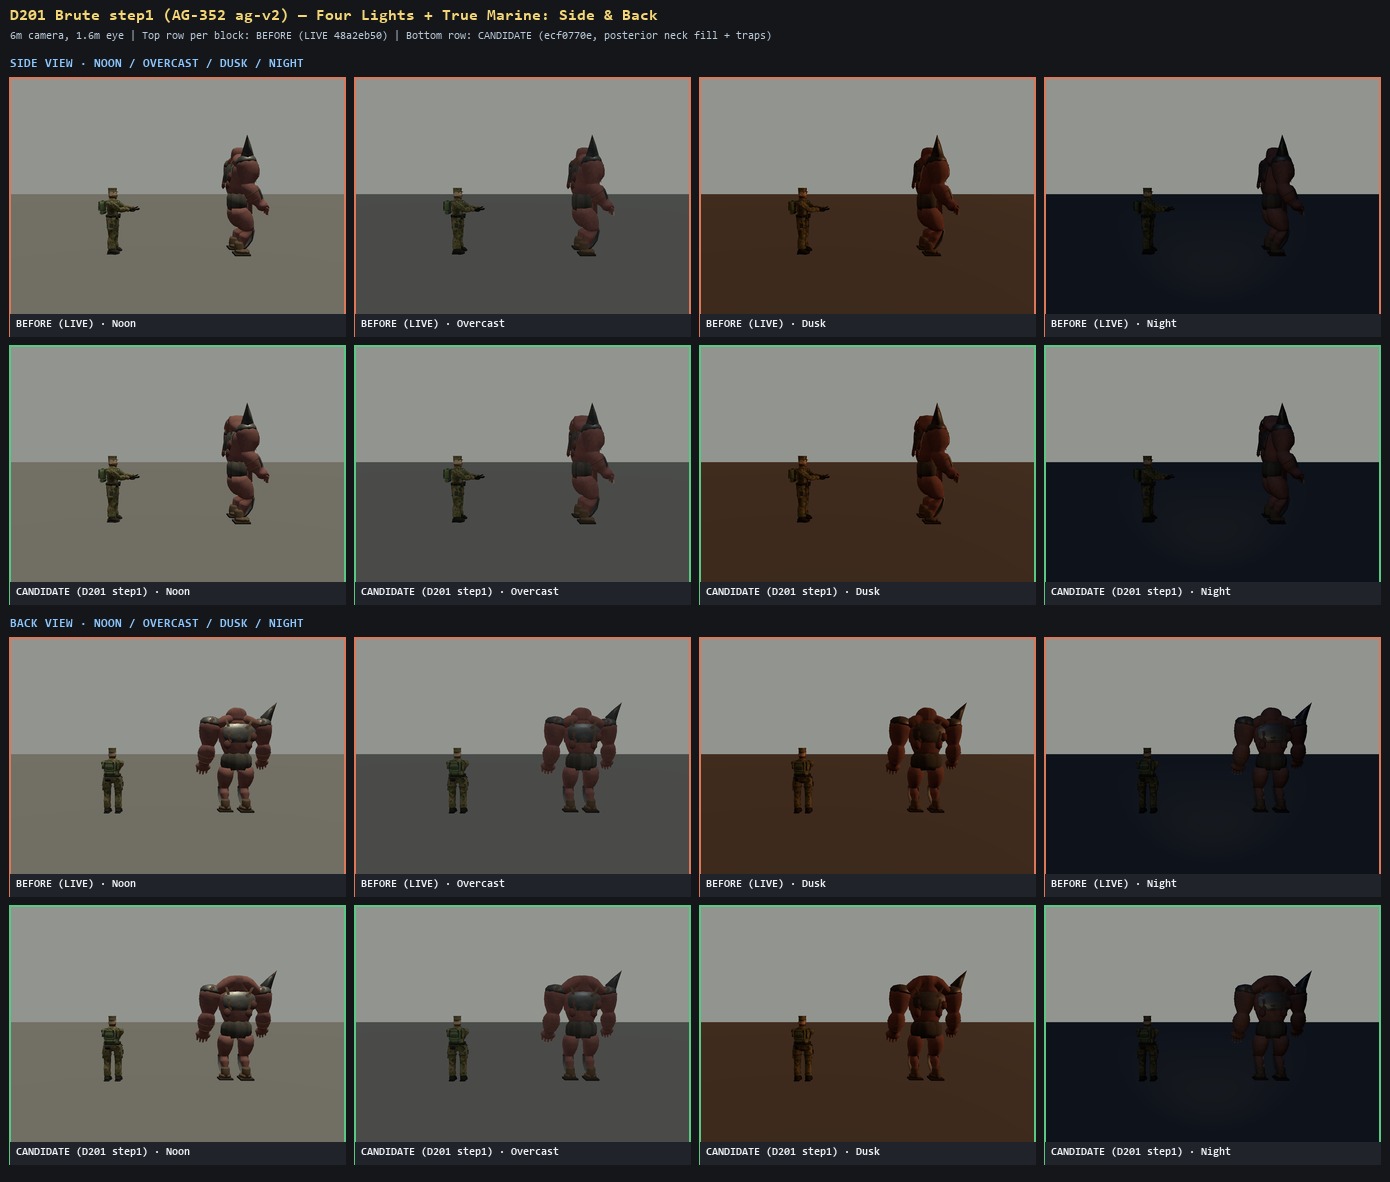 D201 Brute step1 (AG-352 ag-v2) — Four Lights + True Marine: Side & Back
6m camera, 1.6m eye | Top row per block: BEFORE (LIVE 48a2eb50) | Bottom row: CANDIDATE (ecf0770e, posterior neck fill + traps)
SIDE VIEW · NOON / OVERCAST / DUSK / NIGHT
BEFORE (LIVE) · Noon
BEFORE (LIVE) · Overcast
BEFORE (LIVE) · Dusk
BEFORE (LIVE) · Night
CANDIDATE (D201 step1) · Noon
CANDIDATE (D201 step1) · Overcast
CANDIDATE (D201 step1) · Dusk
CANDIDATE (D201 step1) · Night
BACK VIEW · NOON / OVERCAST / DUSK / NIGHT
BEFORE (LIVE) · Noon
BEFORE (LIVE) · Overcast
BEFORE (LIVE) · Dusk
BEFORE (LIVE) · Night
CANDIDATE (D201 step1) · Noon
CANDIDATE (D201 step1) · Overcast
CANDIDATE (D201 step1) · Dusk
CANDIDATE (D201 step1) · Night